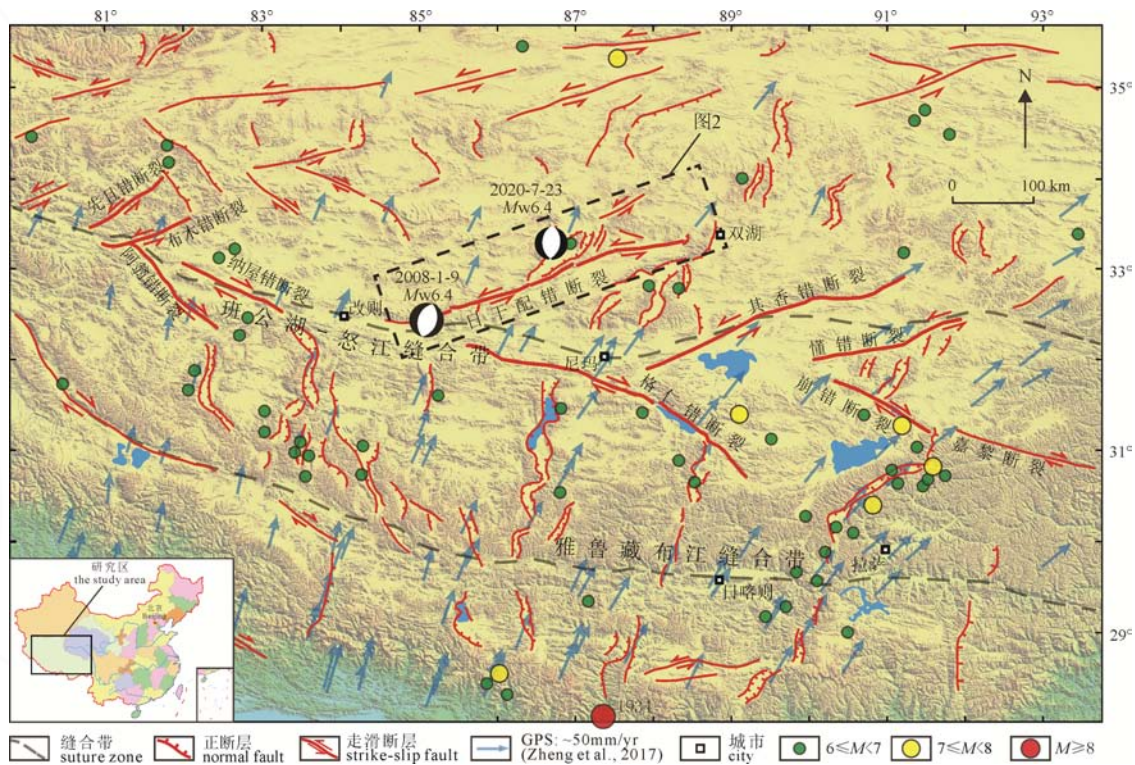 81° 83° 85° 87° 89° 91° 93°
35°
33°
31°
29°
N
0 100 km
图2
2020-7-23
Mw6.4
2008-1-9
Mw6.4
先且错断裂
布木错断裂
纳屋错断裂
改则
日干配错断裂
双湖
其香错断裂
懂错断裂
班公湖-怒江缝合带
尼玛
格仁错断裂
崩错断裂
嘉黎断裂
雅鲁藏布江缝合带
拉萨
日喀则
1934
研究区
the study area
北京
Beijing
缝合带
suture zone
正断层
normal fault
走滑断层
strike-slip fault
GPS: ~50mm/yr
(Zheng et al., 2017)
城市
city
6≤M<7
7≤M<8
M≥8